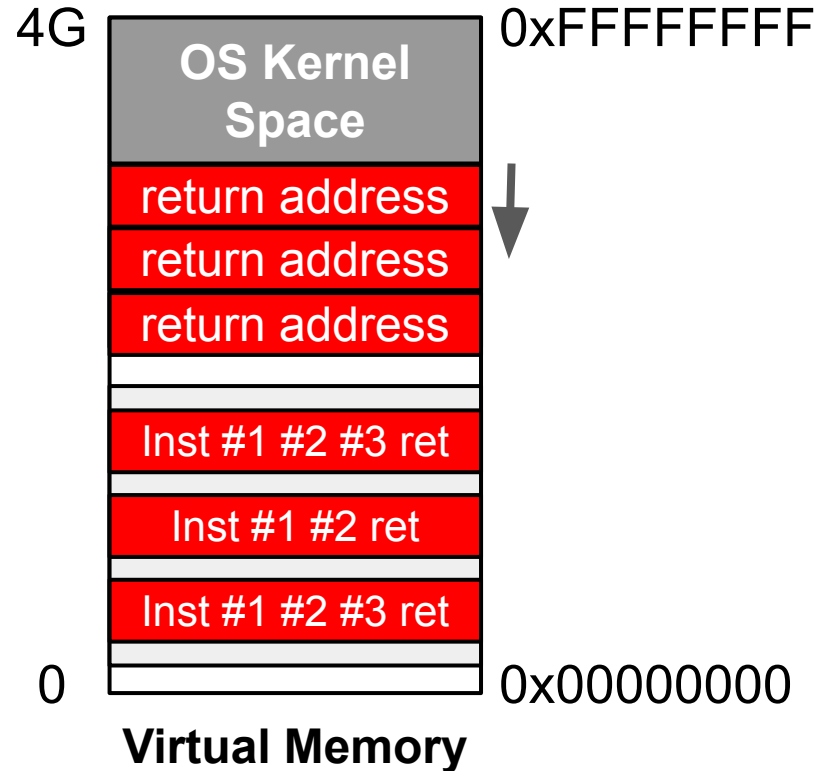 4G
0xFFFFFFFF
OS Kernel
Space
return address
return address
return address
Inst #1 #2 #3 ret
Inst #1 #2 ret
Inst #1 #2 #3 ret
0
0x00000000
Virtual Memory